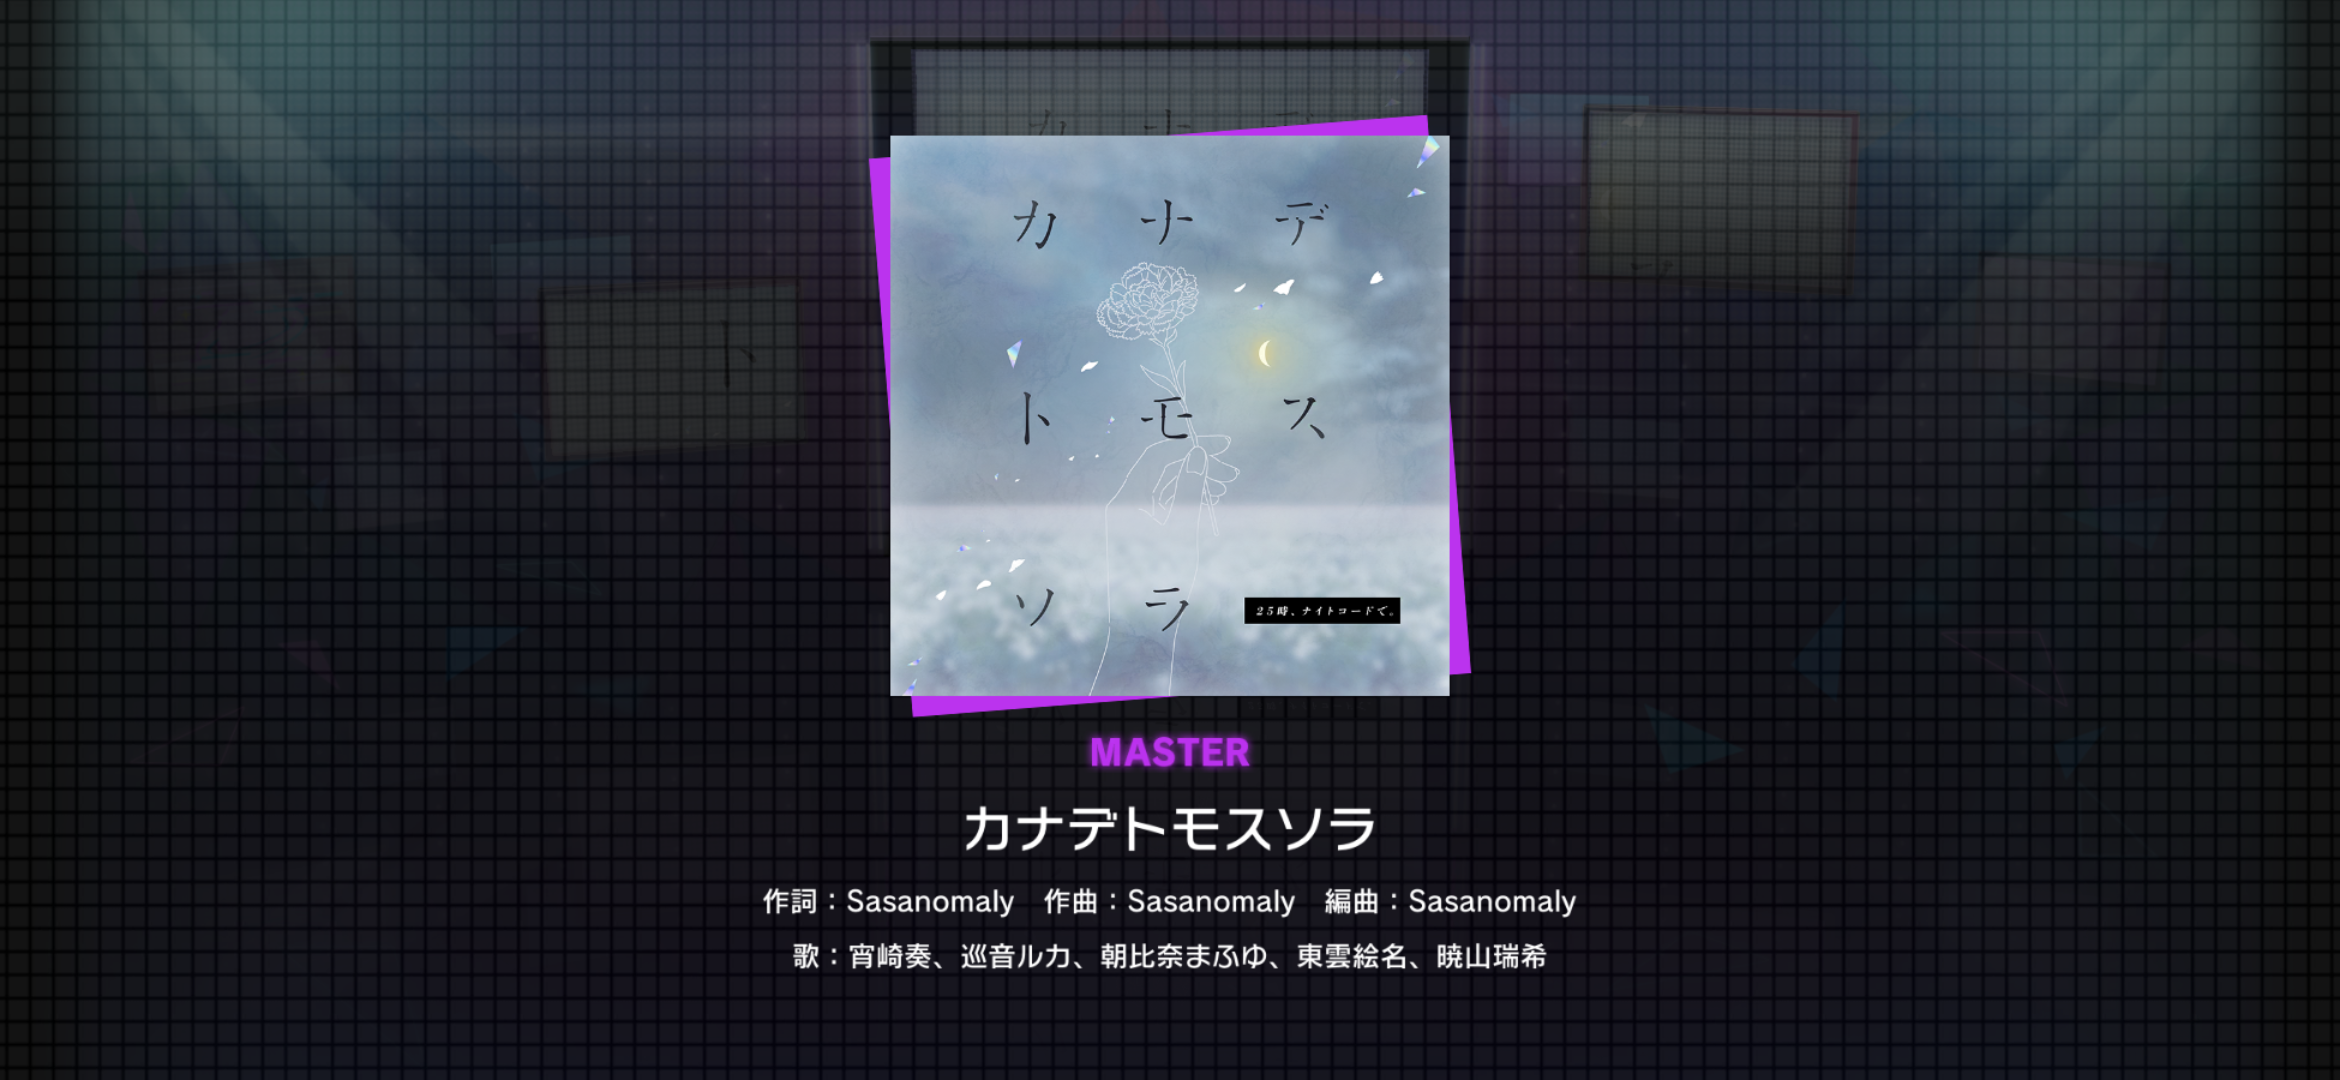 カ ナ デ
ト モ ス
ソ ラ
25時、ナイトコードで。
MASTER
カナデトモスソラ
作詞：Sasanomaly　作曲：Sasanomaly　編曲：Sasanomaly
歌：宵崎奏、巡音ルカ、朝比奈まふゆ、東雲絵名、暁山瑞希